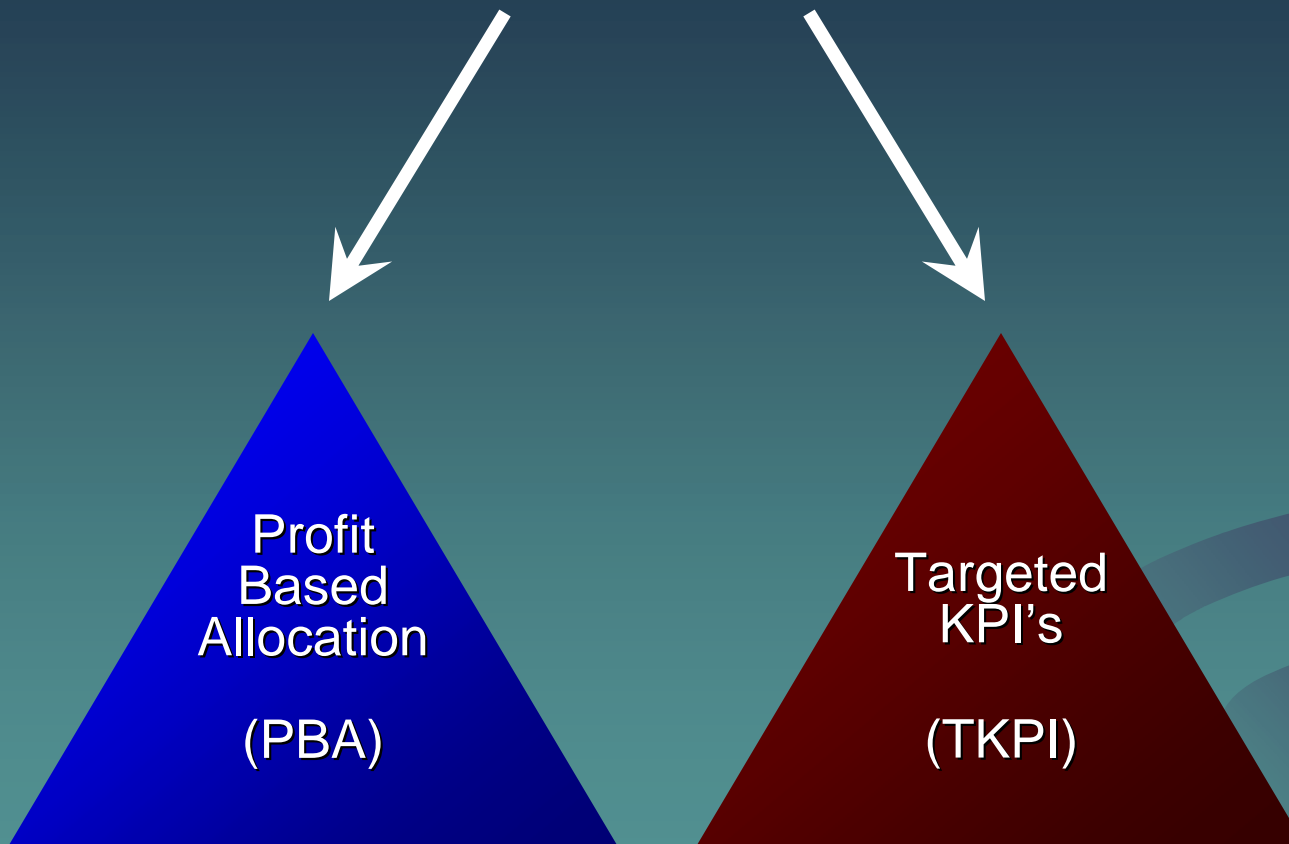 Profit
Based
Allocation
(PBA)
Targeted
KPI’s
(TKPI)